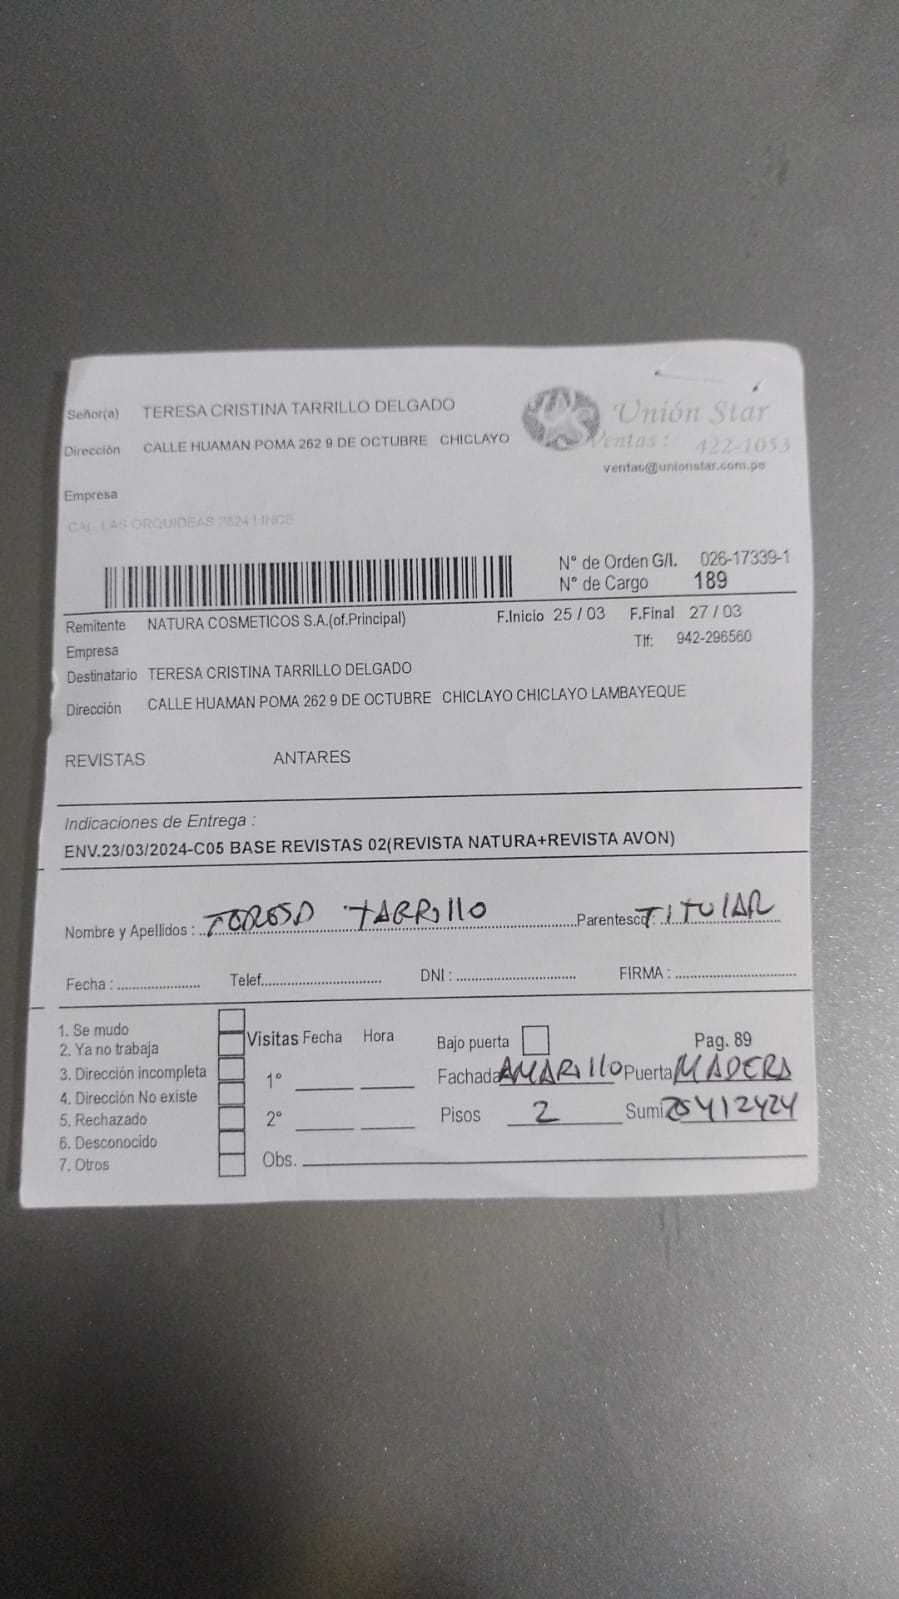 Señor(a) TERESA CRISTINA TARRILLO DELGADO
Unión Star
Dirección CALLE HUAMAN POMA 262 9 DE OCTUBRE CHICLAYO
Ventas: 422-1053
ventas@unionstar.com.pe
Empresa
CAL. LAS ORQUIDEAS 2624 LINCE
N° de Orden G/I. 026-17339-1
N° de Cargo 189
Remitente NATURA COSMETICOS S.A.(of.Principal) F.Inicio 25 / 03 F.Final 27 / 03
Empresa Tlf: 942-296560
Destinatario TERESA CRISTINA TARRILLO DELGADO
Dirección CALLE HUAMAN POMA 262 9 DE OCTUBRE CHICLAYO CHICLAYO LAMBAYEQUE
REVISTAS ANTARES
Indicaciones de Entrega :
ENV.23/03/2024-C05 BASE REVISTAS 02(REVISTA NATURA+REVISTA AVON)
Nombre y Apellidos : TERESA TARRILLO Parentesco: TITULAR
Fecha : Telef. DNI : FIRMA :
1. Se mudo
2. Ya no trabaja
3. Dirección incompleta
4. Dirección No existe
5. Rechazado
6. Desconocido
7. Otros
Visitas Fecha Hora
1°
2°
Obs.
Bajo puerta Pag. 89
Fachada AMARILLO Puerta MADERA
Pisos 2 Sumi